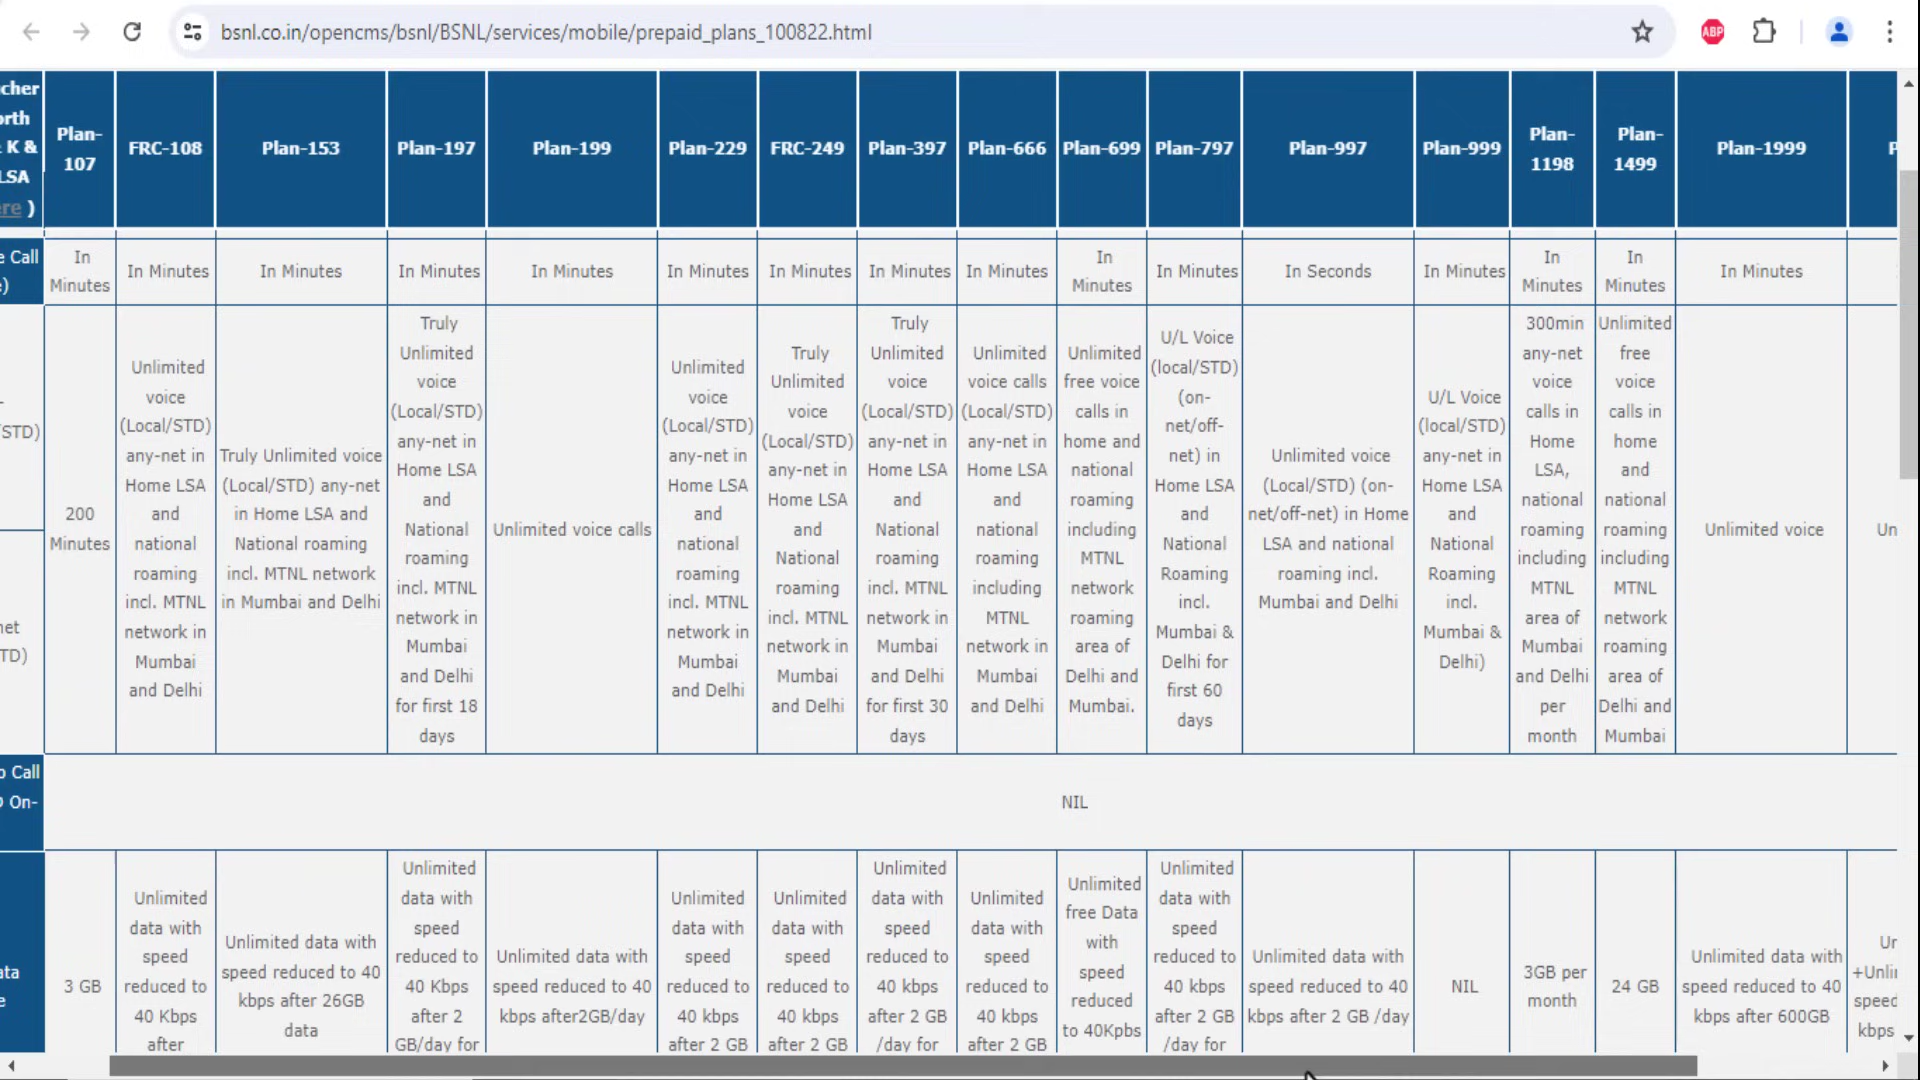 bsnl.co.in/opencms/bsnl/BSNL/services/mobile/prepaid_plans_100822.html
ABP
cher
orth
K &
LSA
ere )
Plan-
107
FRC-108
Plan-153
Plan-197
Plan-199
Plan-229
FRC-249
Plan-397
Plan-666
Plan-699
Plan-797
Plan-997
Plan-999
Plan-
1198
Plan-
1499
Plan-1999
P
e Call
e)
In
Minutes
In Minutes
In Minutes
In Minutes
In Minutes
In Minutes
In Minutes
In Minutes
In Minutes
In
Minutes
In Minutes
In Seconds
In Minutes
In
Minutes
In
Minutes
In Minutes
L
/STD)
net
TD)
200
Minutes
Unlimited
voice
(Local/STD)
any-net in
Home LSA
and
national
roaming
incl. MTNL
network in
Mumbai
and Delhi
Truly Unlimited voice
(Local/STD) any-net
in Home LSA and
National roaming
incl. MTNL network
in Mumbai and Delhi
Truly
Unlimited
voice
(Local/STD)
any-net in
Home LSA
and
National
roaming
incl. MTNL
network in
Mumbai
and Delhi
for first 18
days
Unlimited voice calls
Unlimited
voice
(Local/STD)
any-net in
Home LSA
and
national
roaming
incl. MTNL
network in
Mumbai
and Delhi
Truly
Unlimited
voice
(Local/STD)
any-net in
Home LSA
and
National
roaming
incl. MTNL
network in
Mumbai
and Delhi
Truly
Unlimited
voice
(Local/STD)
any-net in
Home LSA
and
National
roaming
incl. MTNL
network in
Mumbai
and Delhi
for first 30
days
Unlimited
voice calls
(Local/STD)
any-net in
Home LSA
and
national
roaming
including
MTNL
network in
Mumbai
and Delhi
Unlimited
free voice
calls in
home and
national
roaming
including
MTNL
network
roaming
area of
Delhi and
Mumbai.
U/L Voice
(local/STD)
(on-
net/off-
net) in
Home LSA
and
National
Roaming
incl.
Mumbai &
Delhi for
first 60
days
Unlimited voice
(Local/STD) (on-
net/off-net) in Home
LSA and national
roaming incl.
Mumbai and Delhi
U/L Voice
(local/STD)
any-net in
Home LSA
and
National
Roaming
incl.
Mumbai &
Delhi)
300min
any-net
voice
calls in
Home
LSA,
national
roaming
including
MTNL
area of
Mumbai
and Delhi
per
month
Unlimited
free
voice
calls in
home
and
national
roaming
including
MTNL
network
roaming
area of
Delhi and
Mumbai
Unlimited voice
Un
o Call
On-
NIL
ata
e
3 GB
Unlimited
data with
speed
reduced to
40 Kbps
after
Unlimited data with
speed reduced to 40
kbps after 26GB
data
Unlimited
data with
speed
reduced to
40 Kbps
after 2
GB/day for
Unlimited data with
speed reduced to 40
kbps after2GB/day
Unlimited
data with
speed
reduced to
40 kbps
after 2 GB
Unlimited
data with
speed
reduced to
40 kbps
after 2 GB
Unlimited
data with
speed
reduced to
40 kbps
after 2 GB
/day for
Unlimited
data with
speed
reduced to
40 kbps
after 2 GB
Unlimited
free Data
with
speed
reduced
to 40Kpbs
Unlimited
data with
speed
reduced to
40 kbps
after 2 GB
/day for
Unlimited data with
speed reduced to 40
kbps after 2 GB /day
NIL
3GB per
month
24 GB
Unlimited data with
speed reduced to 40
kbps after 600GB
Ur
+Unli
speed
kbps